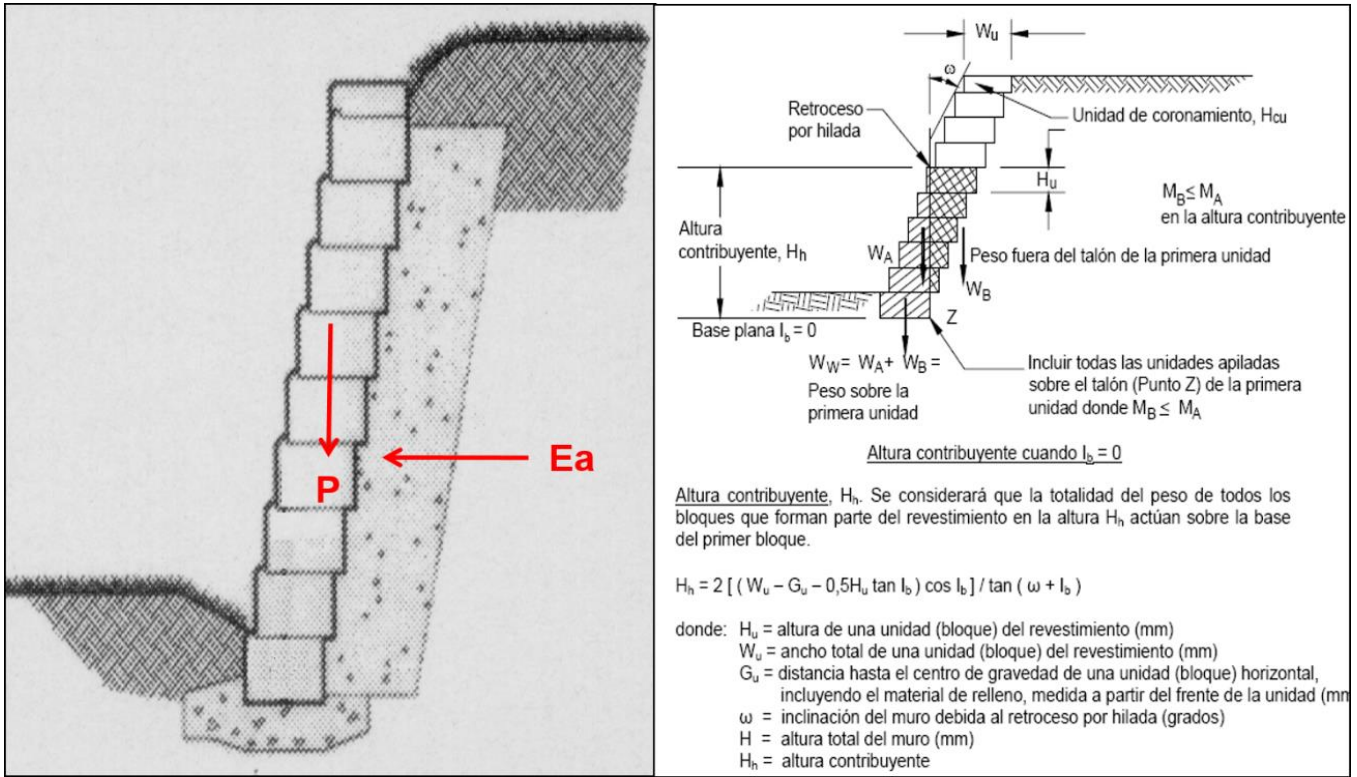 P
Ea
Wu
ω
Retroceso
por hilada
Unidad de coronamiento, Hcu
Hu
MB ≤ MA
en la altura contribuyente
Altura
contribuyente, Hh
WA
Peso fuera del talón de la primera unidad
WB
Z
Base plana Ib = 0
WW = WA + WB =
Peso sobre la
primera unidad
Incluir todas las unidades apiladas
sobre el talón (Punto Z) de la primera
unidad donde MB ≤ MA
Altura contribuyente cuando Ib = 0
Altura contribuyente, Hh. Se considerará que la totalidad del peso de todos los
bloques que forman parte del revestimiento en la altura Hh actúan sobre la base
del primer bloque.
Hh = 2 [ ( Wu – Gu – 0,5Hu tan Ib ) cos Ib ] / tan ( ω + Ib )
donde: Hu = altura de una unidad (bloque) del revestimiento (mm)
Wu = ancho total de una unidad (bloque) del revestimiento (mm)
Gu = distancia hasta el centro de gravedad de una unidad (bloque) horizontal,
incluyendo el material de relleno, medida a partir del frente de la unidad (mm
ω = inclinación del muro debida al retroceso por hilada (grados)
H = altura total del muro (mm)
Hh = altura contribuyente